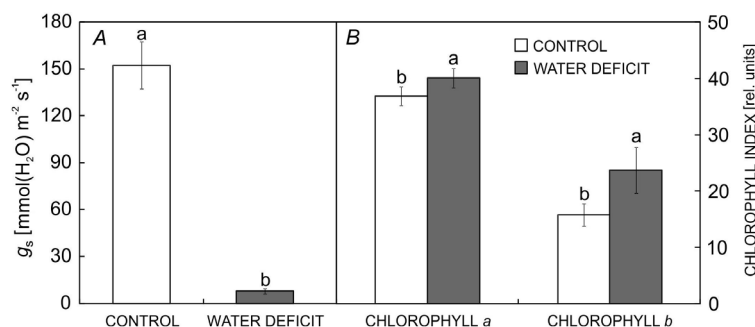 180
150
120
90
60
30
0
gs [mmol(H2O) m-2 s-1]
A
a
b
CONTROL
WATER DEFICIT
B
CONTROL
WATER DEFICIT
b
a
b
a
CHLOROPHYLL a
CHLOROPHYLL b
50
40
30
20
10
0
CHLOROPHYLL INDEX [rel. units]